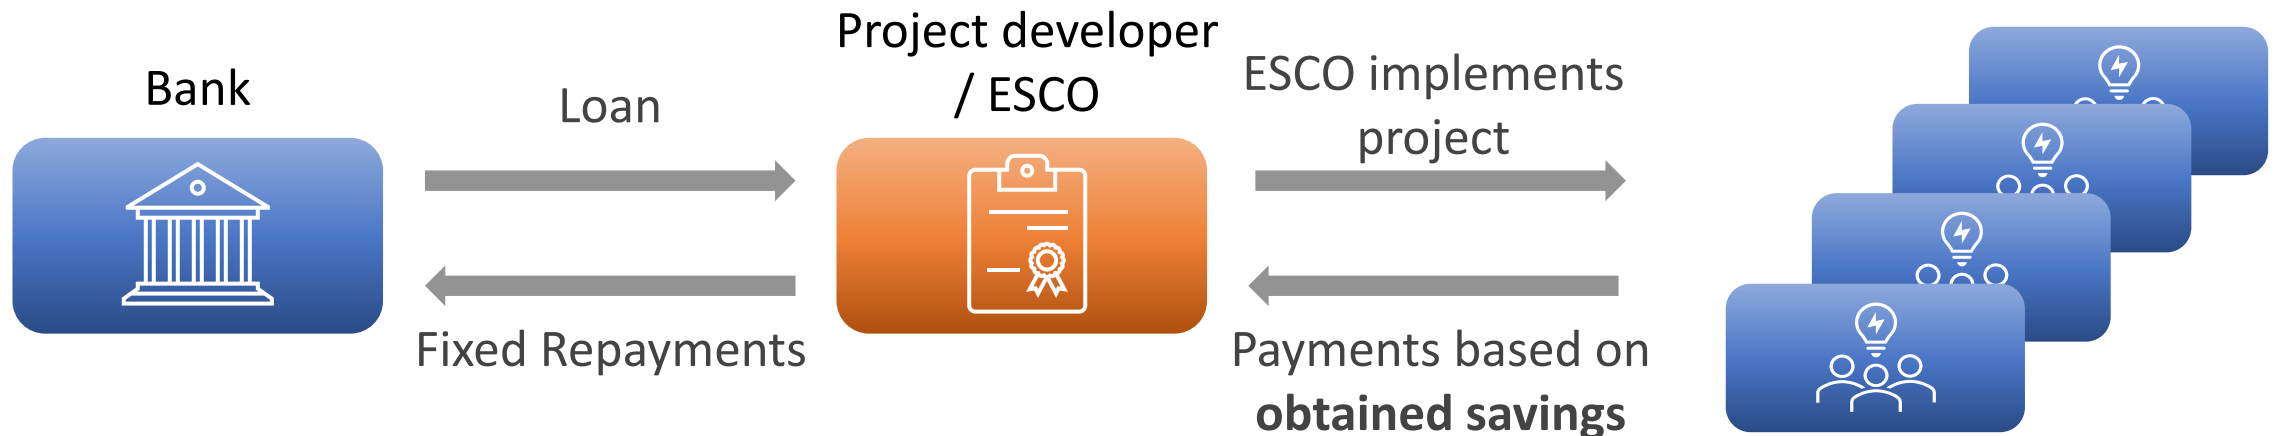 Bank
Loan
Fixed Repayments
Project developer
/ ESCO
ESCO implements
project
Payments based on
obtained savings